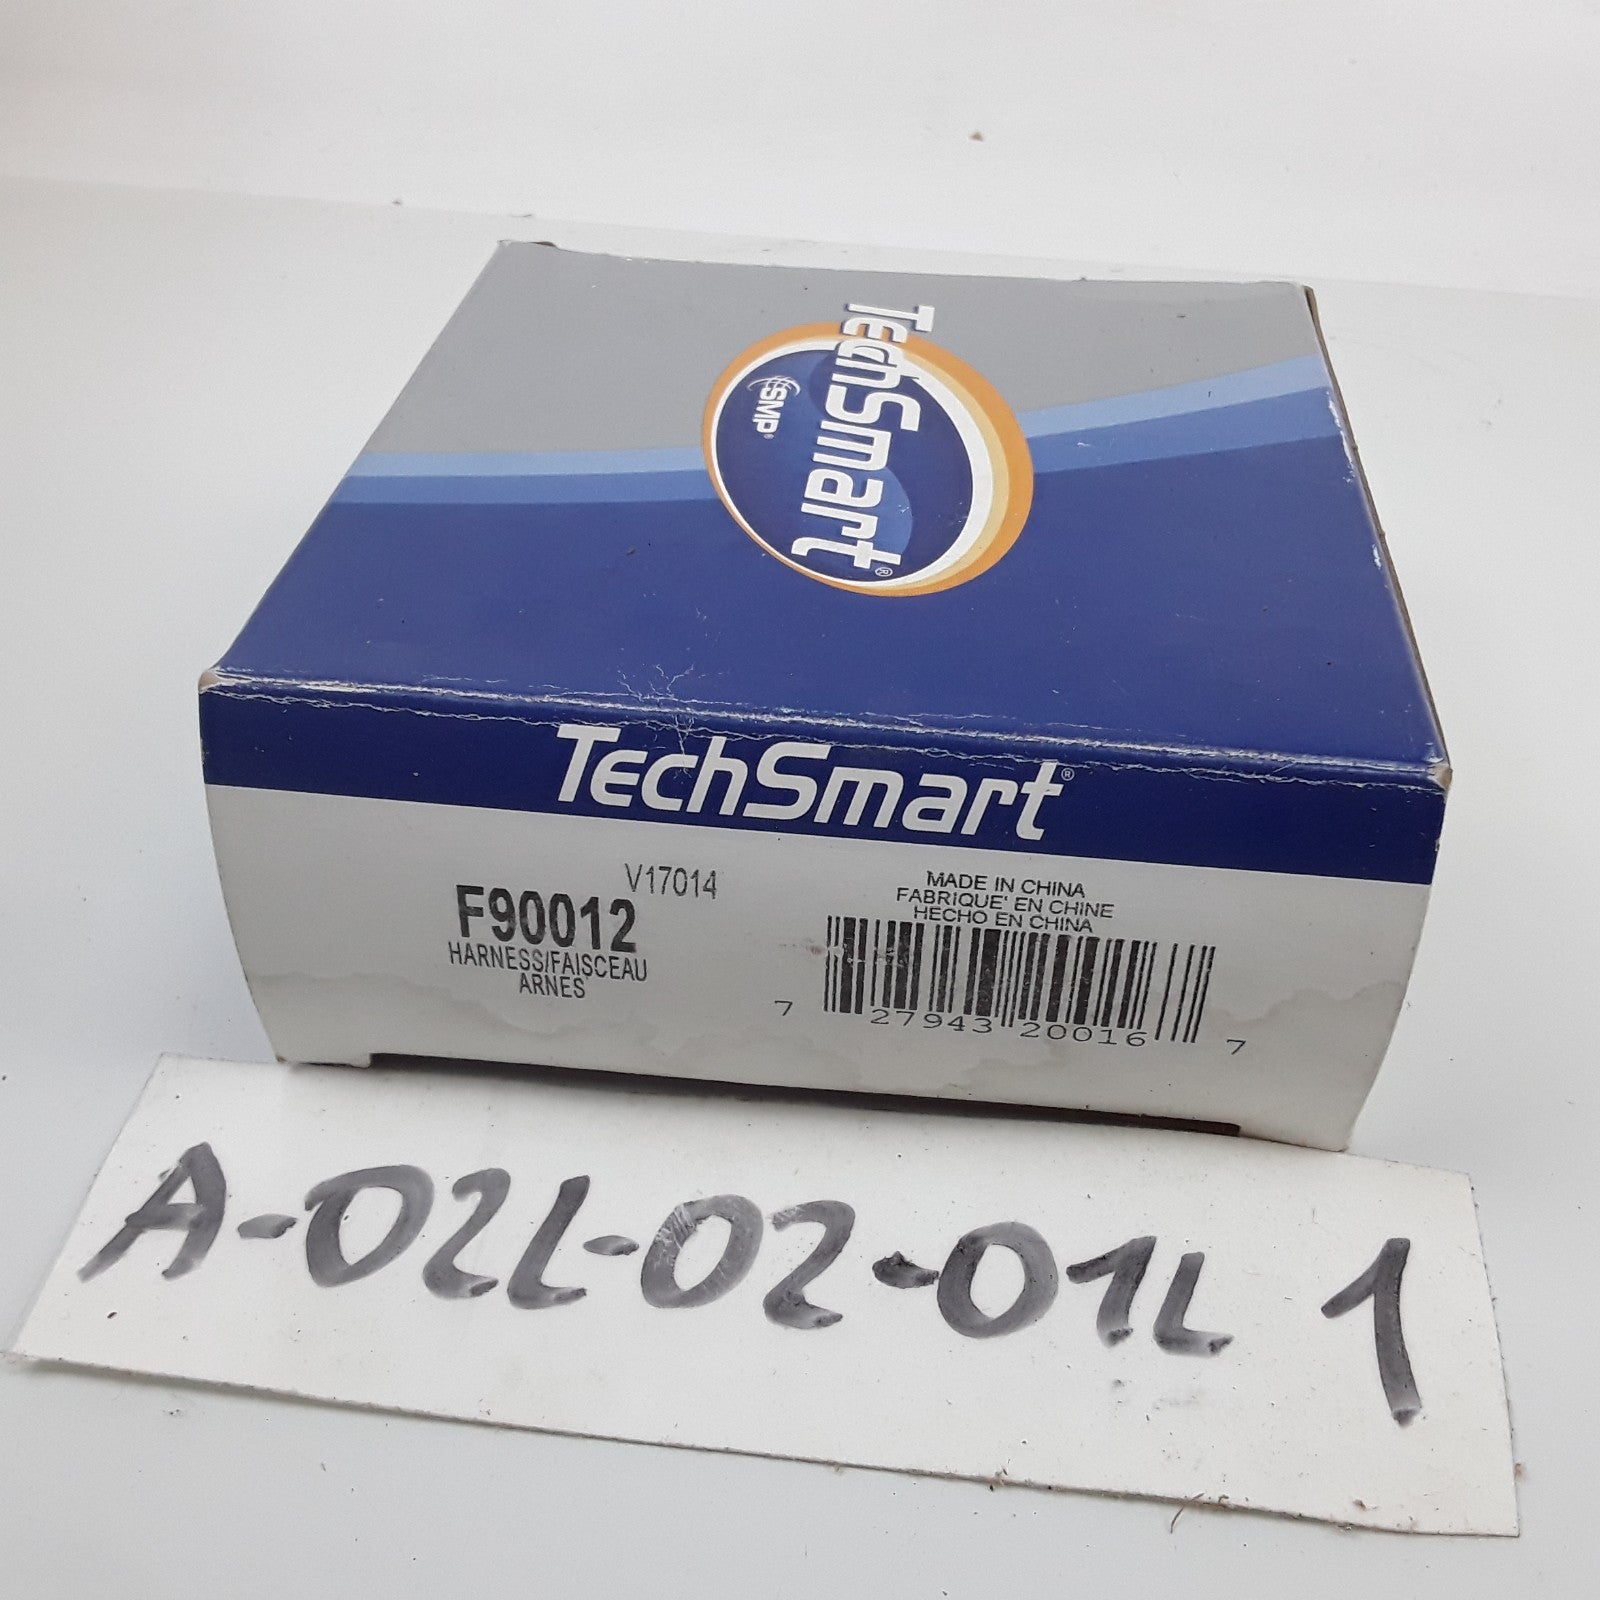 TechSmart®
SMP®
TechSmart®
V17014
F90012
HARNESS/FAISCEAU
ARNES
MADE IN CHINA
FABRIQUE' EN CHINE
HECHO EN CHINA
7 27943 20016 7
A-02L-02-01L 1